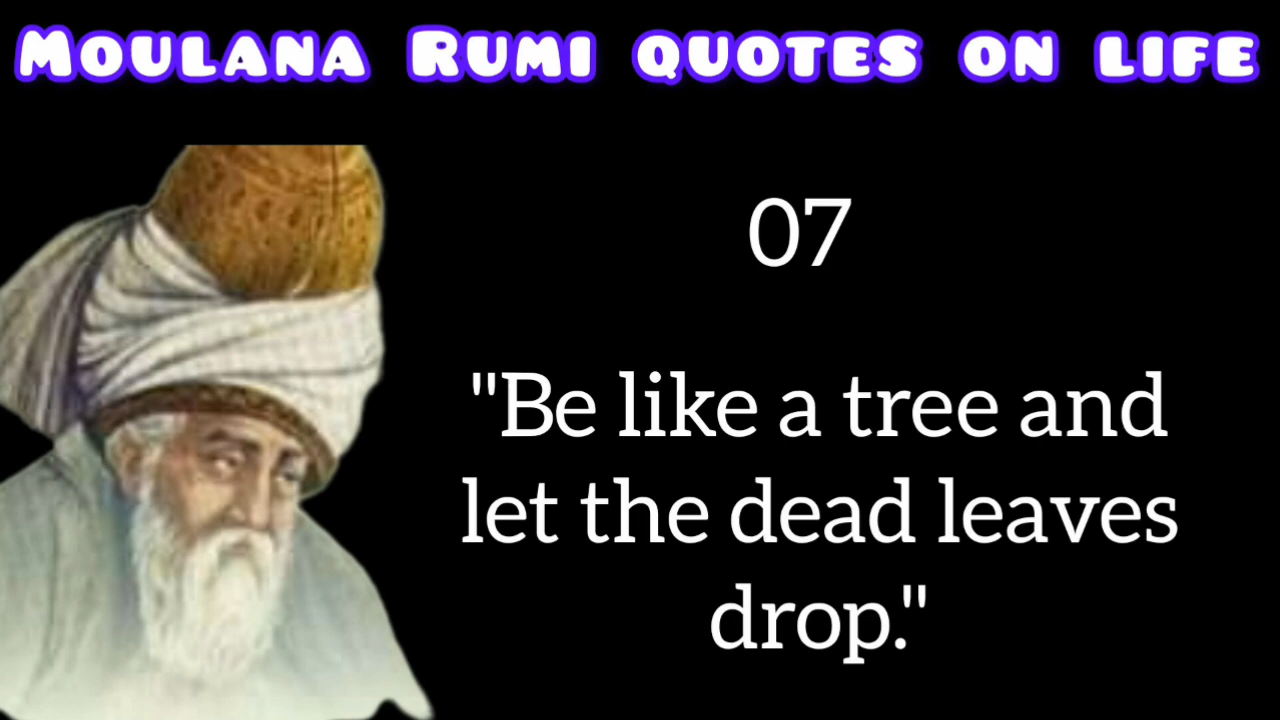 Moulana Rumi quotes on life
07
"Be like a tree and
let the dead leaves
drop."